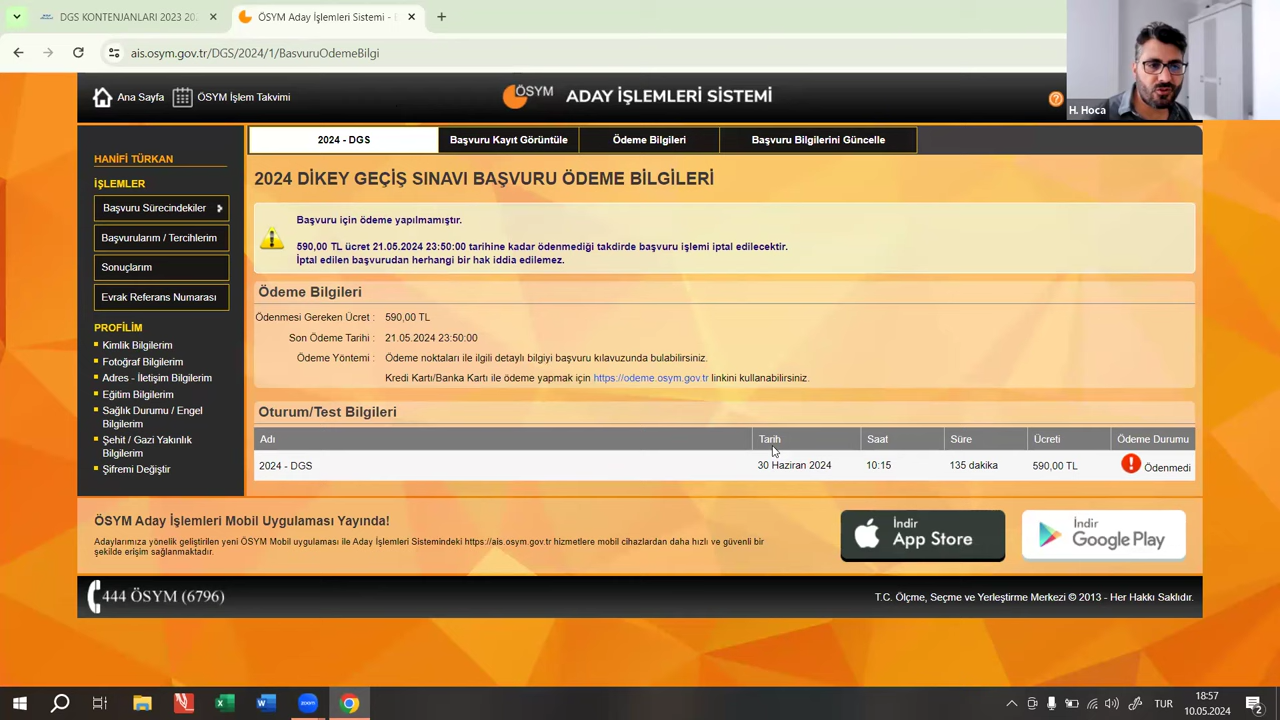 DGS KONTENJANLARI 2023 20
ÖSYM Aday İşlemleri Sistemi -
ais.osym.gov.tr/DGS/2024/1/BasvuruOdemeBilgi
H. Hoca
Ana Sayfa
ÖSYM İşlem Takvimi
ÖSYM
ADAY İŞLEMLERİ SİSTEMİ
HANİFİ TÜRKAN
İŞLEMLER
Başvuru Sürecindekiler
Başvurularım / Tercihlerim
Sonuçlarım
Evrak Referans Numarası
PROFİLİM
Kimlik Bilgilerim
Fotoğraf Bilgilerim
Adres - İletişim Bilgilerim
Eğitim Bilgilerim
Sağlık Durumu / Engel
Bilgilerim
Şehit / Gazi Yakınlık
Bilgilerim
Şifremi Değiştir
2024 - DGS
Başvuru Kayıt Görüntüle
Ödeme Bilgileri
Başvuru Bilgilerini Güncelle
2024 DİKEY GEÇİŞ SINAVI BAŞVURU ÖDEME BİLGİLERİ
Başvuru için ödeme yapılmamıştır.
590,00 TL ücret 21.05.2024 23:50:00 tarihine kadar ödenmediği takdirde başvuru işlemi iptal edilecektir.
İptal edilen başvurudan herhangi bir hak iddia edilemez.
Ödeme Bilgileri
Ödenmesi Gereken Ücret : 590,00 TL
Son Ödeme Tarihi : 21.05.2024 23:50:00
Ödeme Yöntemi : Ödeme noktaları ile ilgili detaylı bilgiyi başvuru kılavuzunda bulabilirsiniz.
Kredi Kartı/Banka Kartı ile ödeme yapmak için https://odeme.osym.gov.tr linkini kullanabilirsiniz.
Oturum/Test Bilgileri
Adı Tarih Saat Süre Ücreti Ödeme Durumu
2024 - DGS 30 Haziran 2024 10:15 135 dakika 590,00 TL Ödenmedi
ÖSYM Aday İşlemleri Mobil Uygulaması Yayında!
Adaylarımıza yönelik geliştirilen yeni ÖSYM Mobil uygulaması ile Aday İşlemleri Sistemindeki https://ais.osym.gov.tr hizmetlere mobil cihazlardan daha hızlı ve güvenli bir
şekilde erişim sağlanmaktadır.
İndir
App Store
İndir
Google Play
444 ÖSYM (6796)
T.C. Ölçme, Seçme ve Yerleştirme Merkezi © 2013 - Her Hakkı Saklıdır.
zoom
TUR
18:57
10.05.2024
2